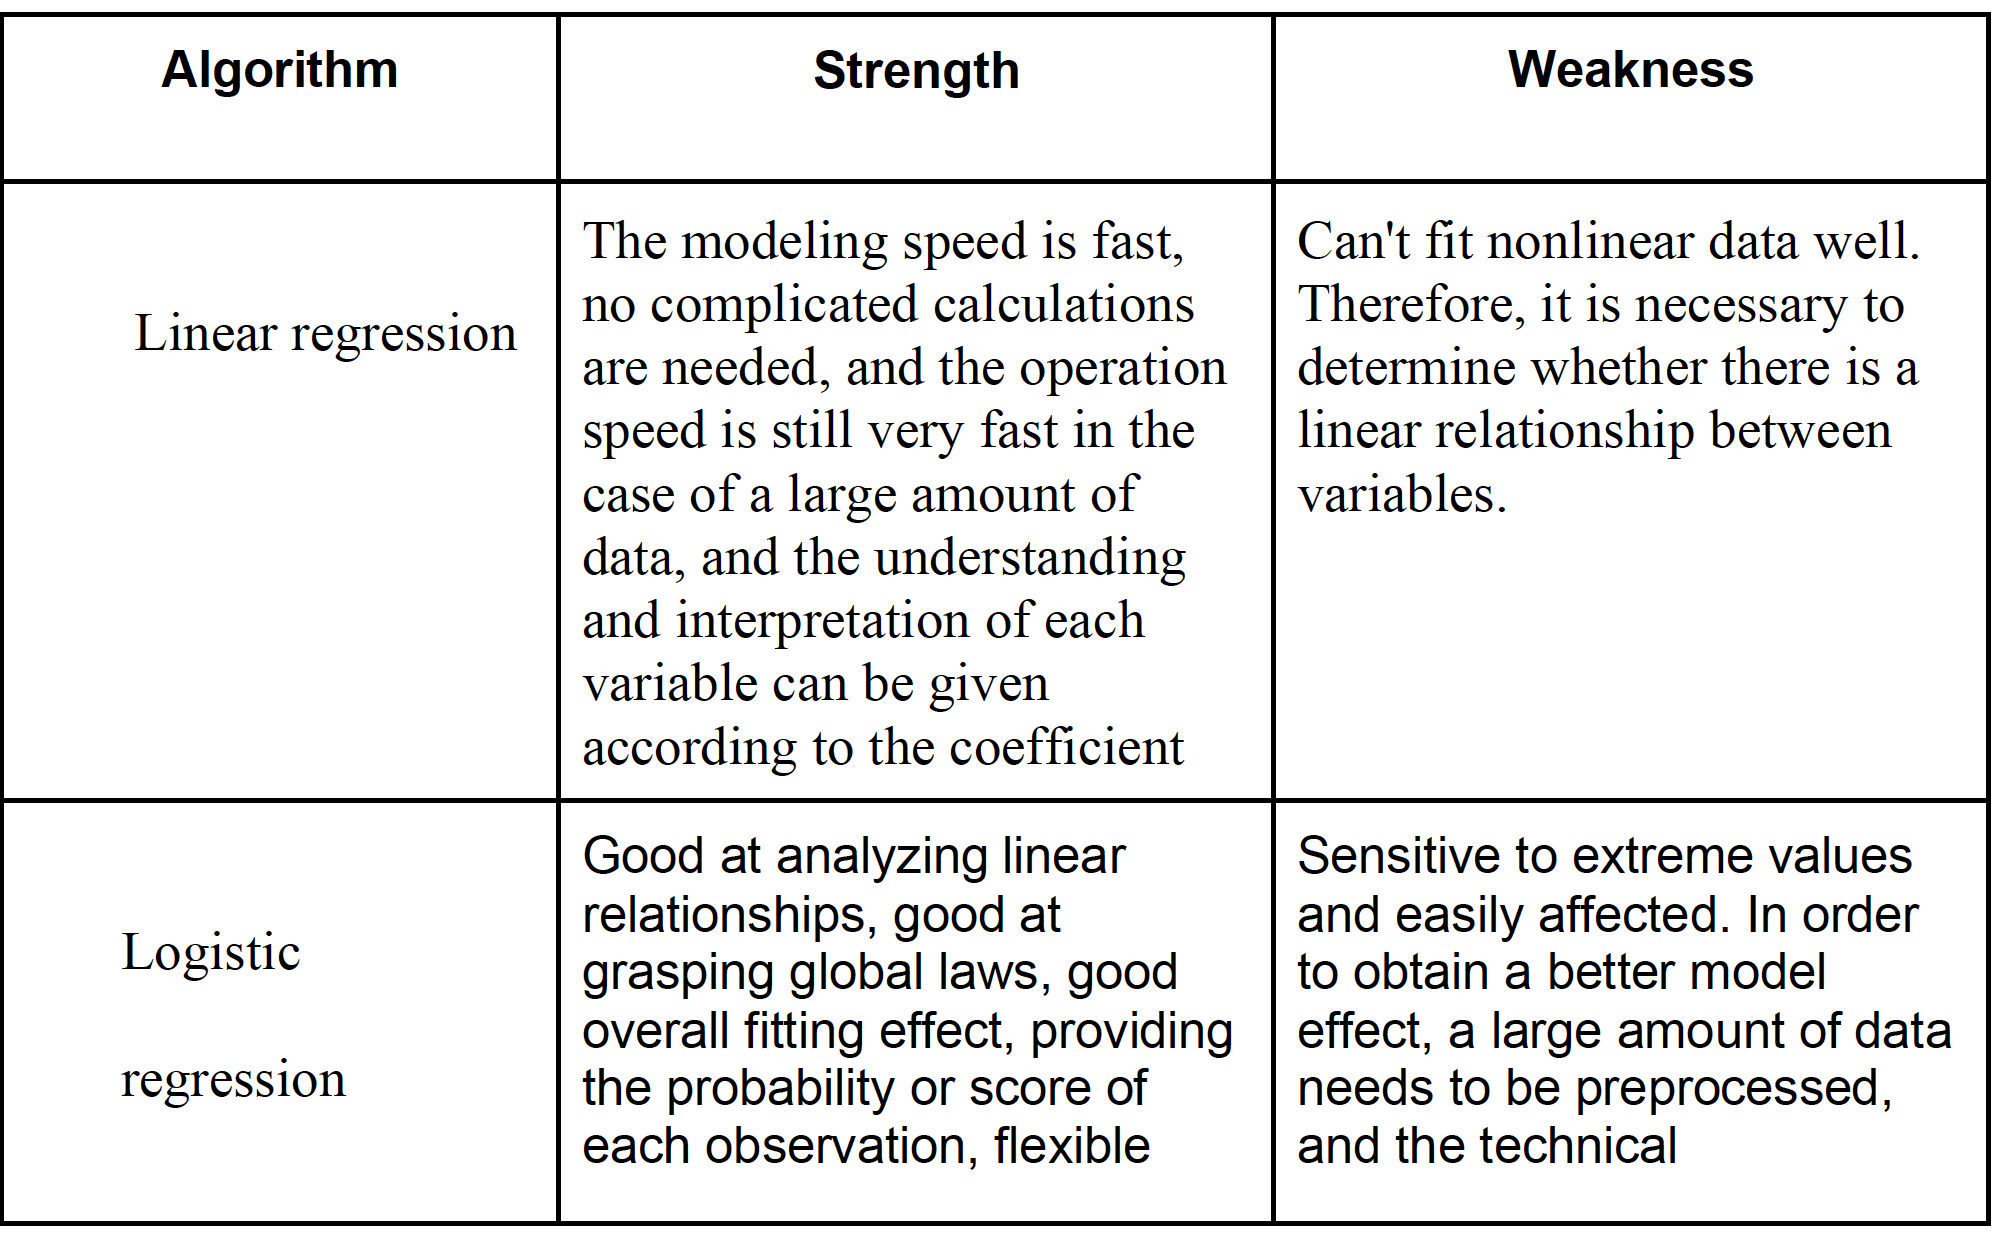 Algorithm
Strength
Weakness
Linear regression
The modeling speed is fast,
no complicated calculations
are needed, and the operation
speed is still very fast in the
case of a large amount of
data, and the understanding
and interpretation of each
variable can be given
according to the coefficient
Can't fit nonlinear data well.
Therefore, it is necessary to
determine whether there is a
linear relationship between
variables.
Logistic
regression
Good at analyzing linear
relationships, good at
grasping global laws, good
overall fitting effect, providing
the probability or score of
each observation, flexible
Sensitive to extreme values
and easily affected. In order
to obtain a better model
effect, a large amount of data
needs to be preprocessed,
and the technical